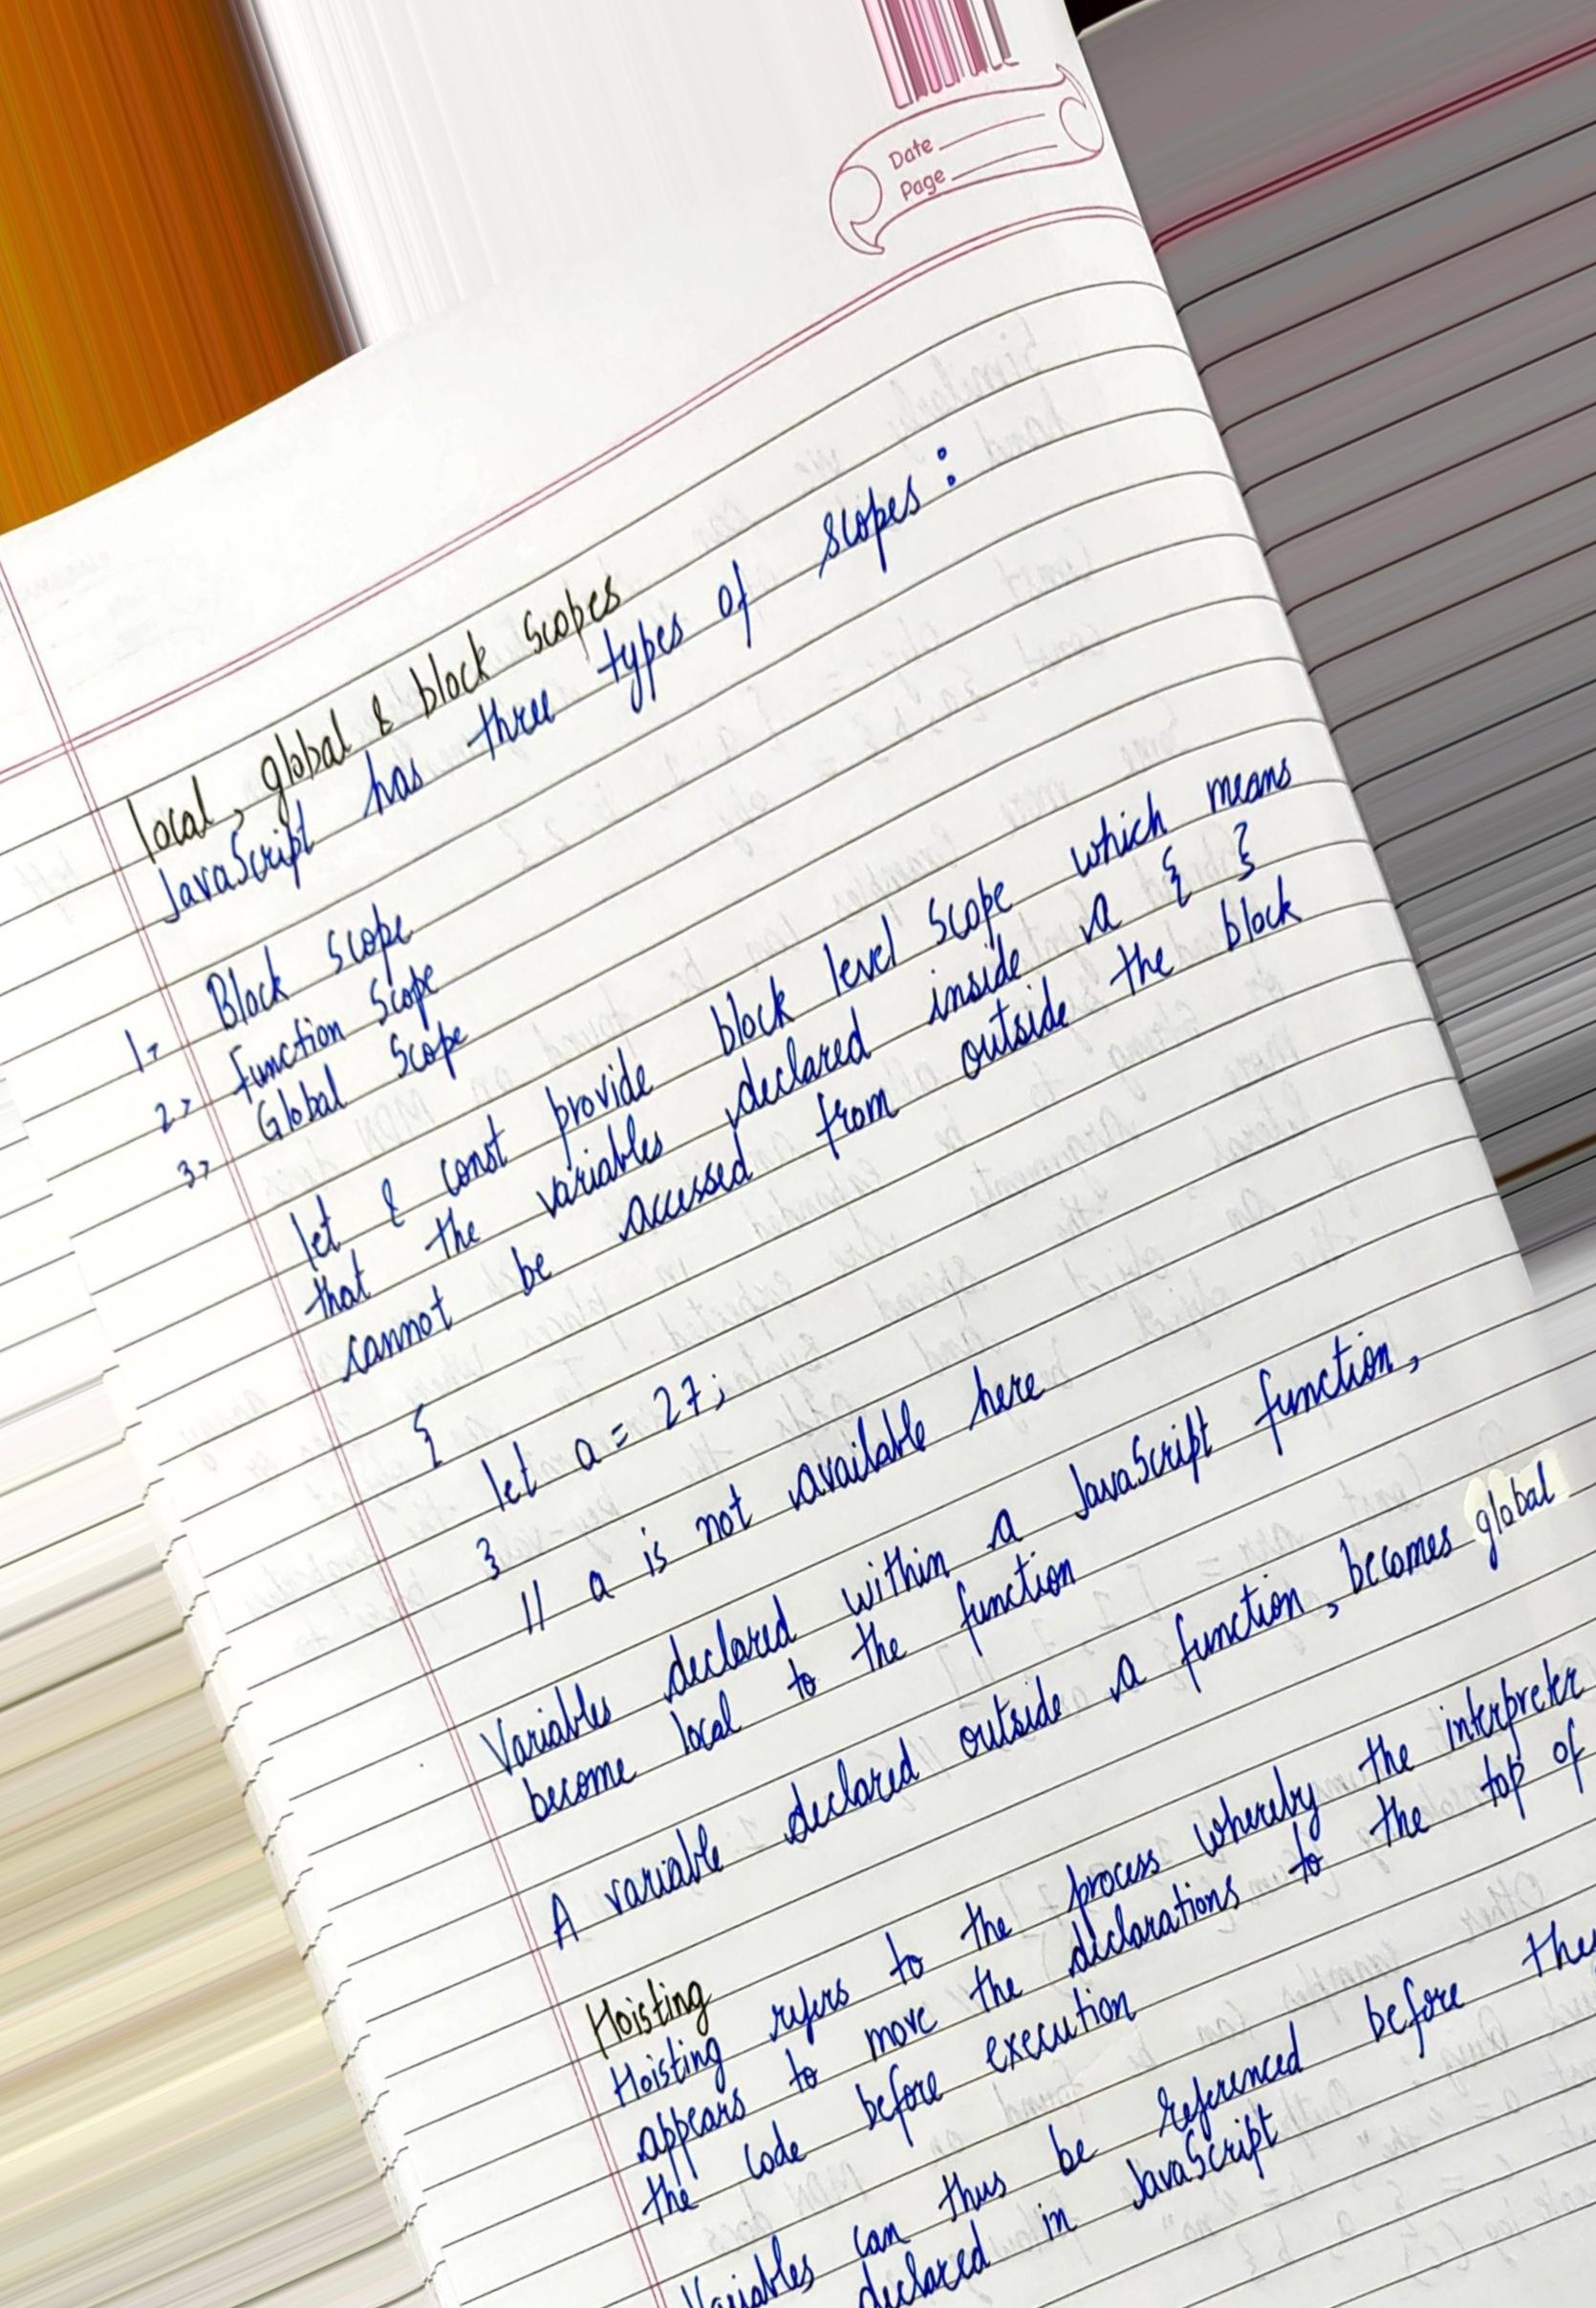 Date
Page
local, global & block scopes
JavaScript has three types of scopes:
1> Block scope
2> function scope
3> Global scope
let & const provide block level scope which means
that the variables declared inside a { }
cannot be accessed from outside the block
{
let a = 27;
}
// a is not available here
Variables declared within a JavaScript function,
become local to the function
A variable declared outside a function, becomes global
Hoisting
Hoisting refers to the process whereby the interpreter
appears to move the declarations to the top of
the code before execution
Variables can thus be referenced before they
declared in JavaScript